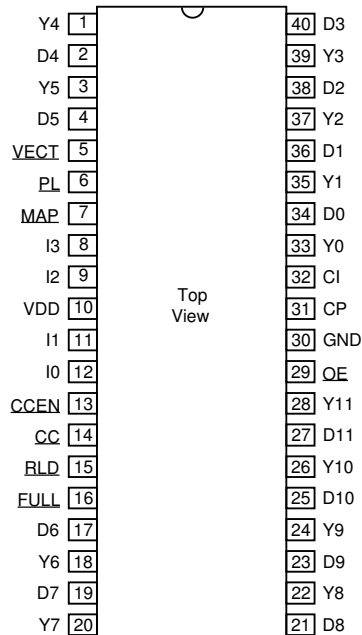 Y4 1 40 D3
D4 2 39 Y3
Y5 3 38 D2
D5 4 37 Y2
VECT 5 36 D1
PL 6 35 Y1
MAP 7 34 D0
I3 8 33 Y0
I2 9 32 CI
Top
VDD 10 31 CP
View
I1 11 30 GND
I0 12 29 OE
CCEN 13 28 Y11
CC 14 27 D11
RLD 15 26 Y10
FULL 16 25 D10
D6 17 24 Y9
Y6 18 23 D9
D7 19 22 Y8
Y7 20 21 D8